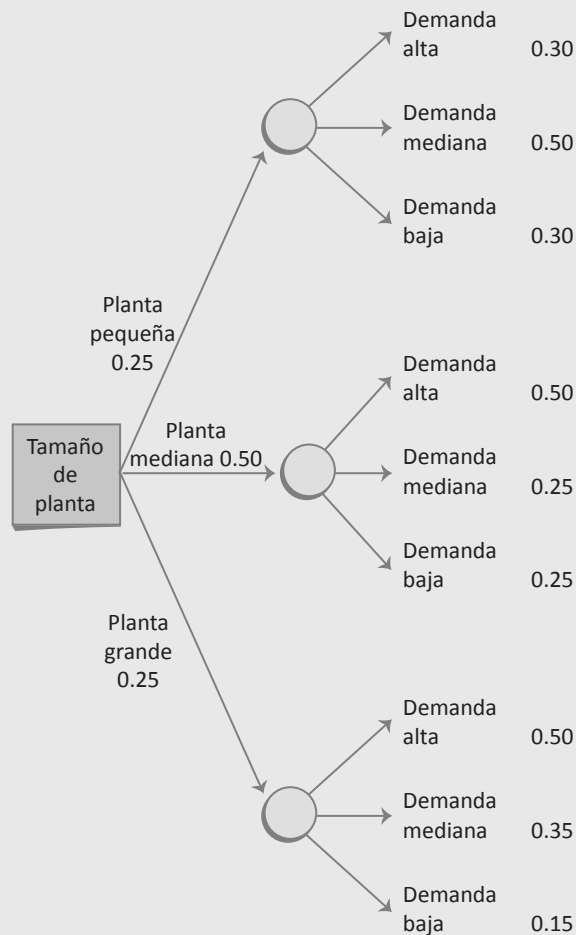 Demanda
alta 0.30
Demanda
mediana 0.50
Demanda
baja 0.30
Planta
pequeña
0.25
Demanda
alta 0.50
Planta
mediana 0.50
Tamaño
de
planta
Demanda
mediana 0.25
Demanda
baja 0.25
Planta
grande
0.25
Demanda
alta 0.50
Demanda
mediana 0.35
Demanda
baja 0.15